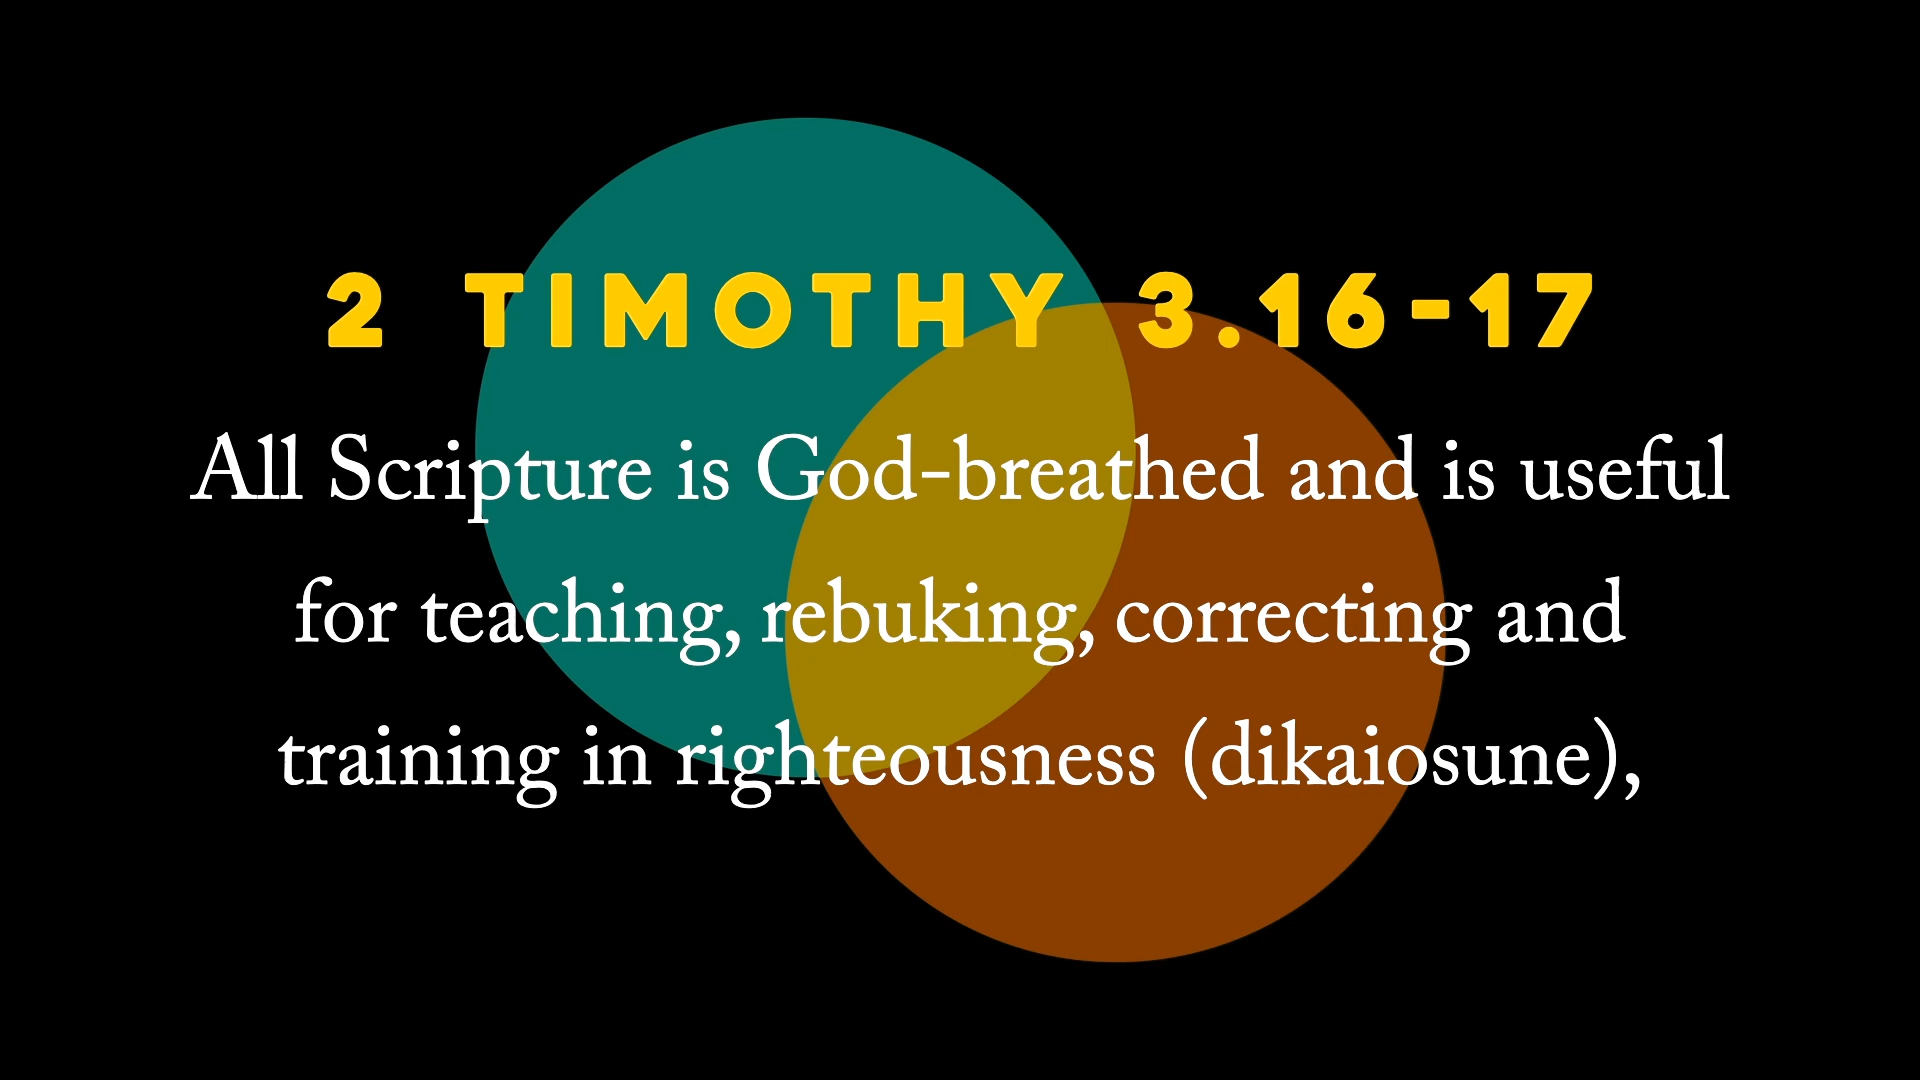 2 TIMOTHY 3.16-17
All Scripture is God-breathed and is useful
for teaching, rebuking, correcting and
training in righteousness (dikaiosune),